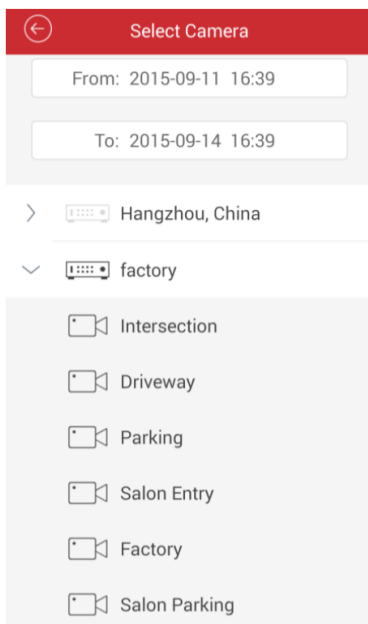 Select Camera
From: 2015-09-11 16:39
To: 2015-09-14 16:39
Hangzhou, China
factory
Intersection
Driveway
Parking
Salon Entry
Factory
Salon Parking